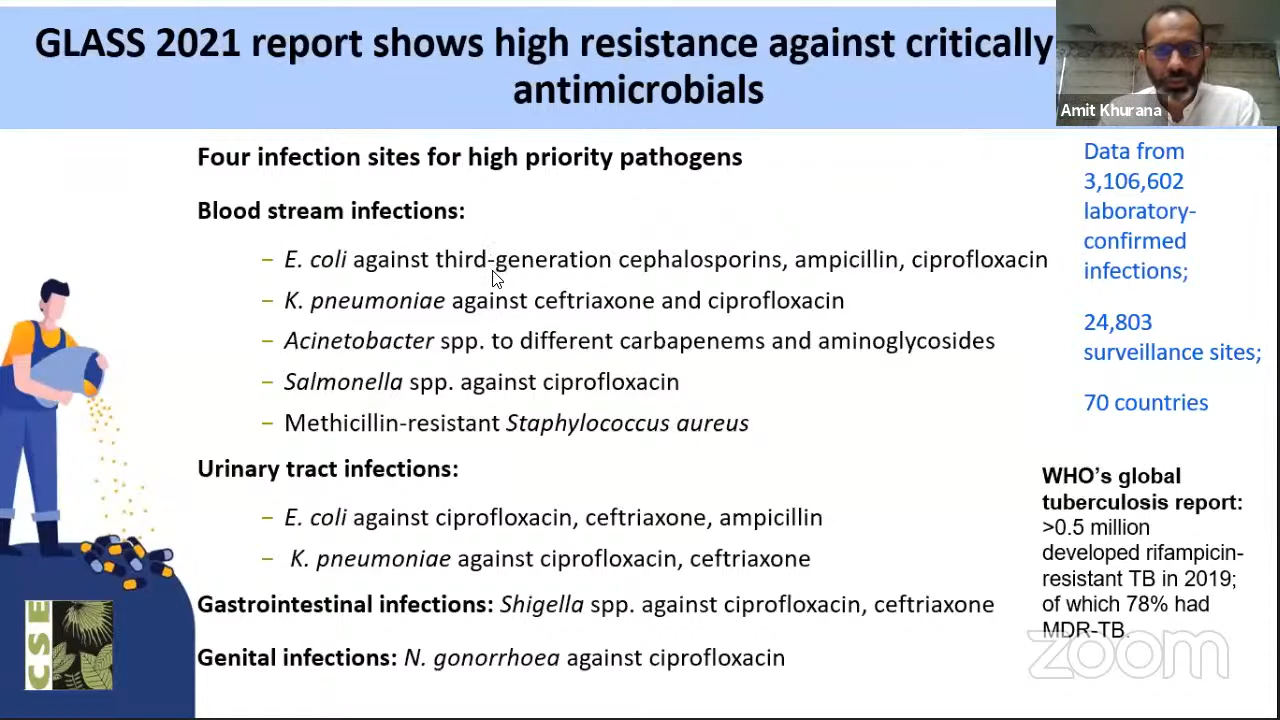 GLASS 2021 report shows high resistance against critically
antimicrobials
Amit Khurana
Four infection sites for high priority pathogens
Blood stream infections:
– E. coli against third-generation cephalosporins, ampicillin, ciprofloxacin
– K. pneumoniae against ceftriaxone and ciprofloxacin
– Acinetobacter spp. to different carbapenems and aminoglycosides
– Salmonella spp. against ciprofloxacin
– Methicillin-resistant Staphylococcus aureus
Urinary tract infections:
– E. coli against ciprofloxacin, ceftriaxone, ampicillin
– K. pneumoniae against ciprofloxacin, ceftriaxone
Gastrointestinal infections: Shigella spp. against ciprofloxacin, ceftriaxone
Genital infections: N. gonorrhoea against ciprofloxacin
Data from
3,106,602
laboratory-
confirmed
infections;
24,803
surveillance sites;
70 countries
WHO's global
tuberculosis report:
>0.5 million
developed rifampicin-
resistant TB in 2019;
of which 78% had
MDR-TB.
zoom
CSE